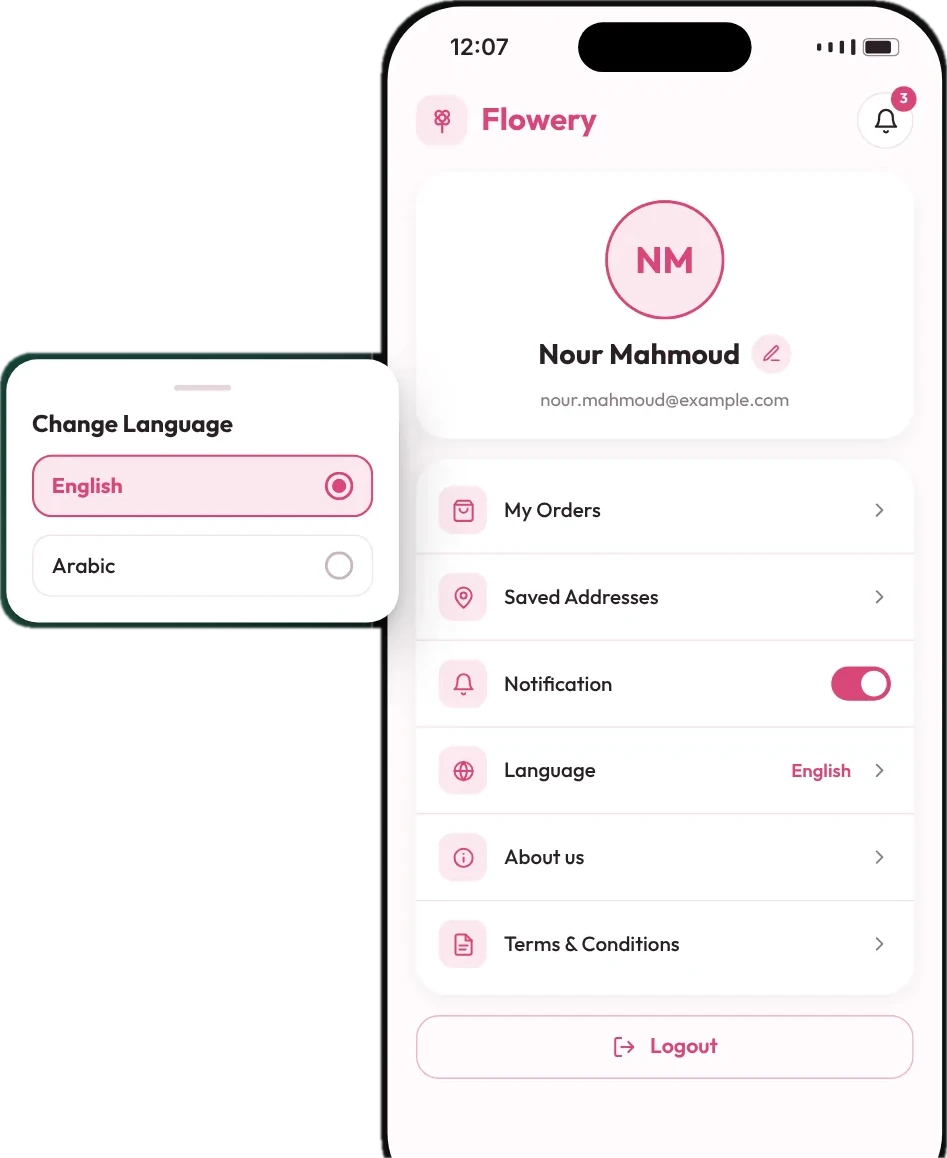 12:07
Flowery
3
NM
Nour Mahmoud
nour.mahmoud@example.com
Change Language
English
Arabic
My Orders
Saved Addresses
Notification
Language English
About us
Terms & Conditions
Logout